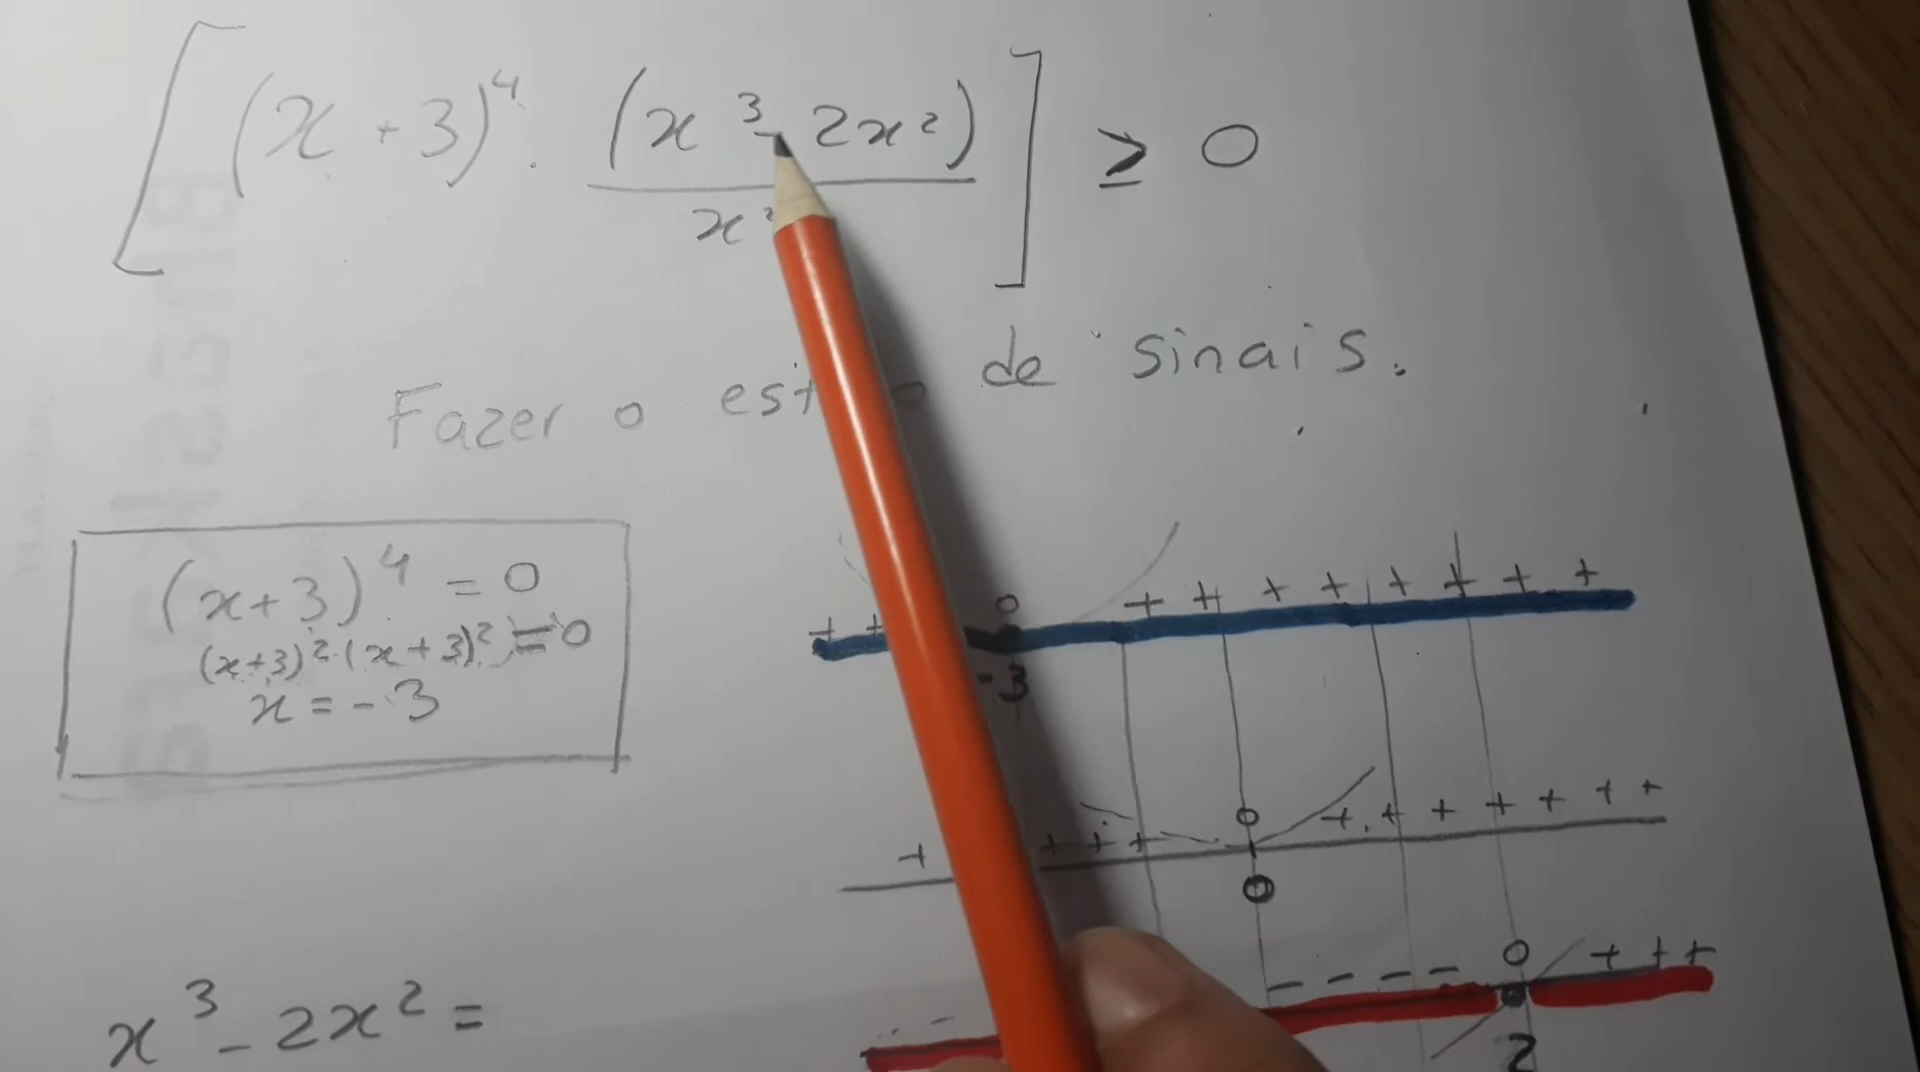 [(x+3)⁴ · (x³-2x²)/x²] ≥ 0
Fazer o est o de sinais.
(x+3)⁴ = 0
(x+3)²·(x+3)² = 0
x = -3
x³ - 2x² =
+ + 0 + + + + + + + +
-3
+ + + + 0 + + + + + + +
0
- - - - 0 + + +
2